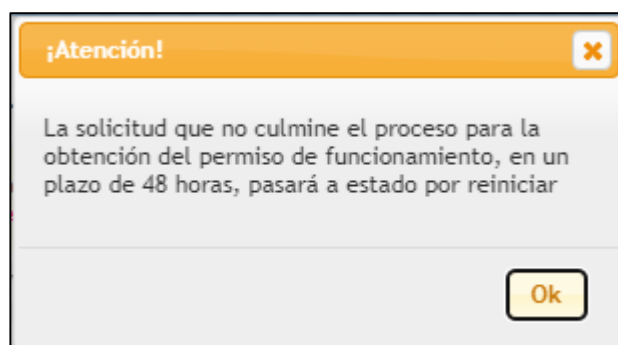 ¡Atención!
La solicitud que no culmine el proceso para la
obtención del permiso de funcionamiento, en un
plazo de 48 horas, pasará a estado por reiniciar
Ok